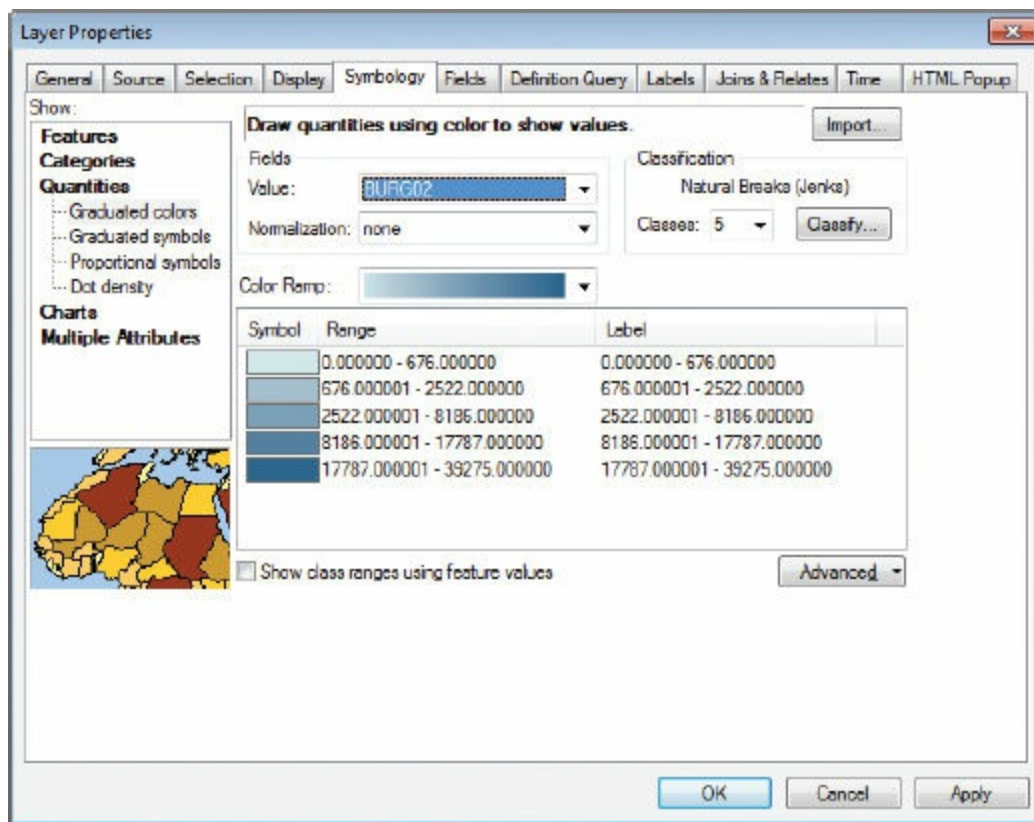 Layer Properties
General Source Selection Display Symbology Fields Definition Query Labels Joins & Relates Time HTML Popup
Show:
Features
Categories
Quantities
Graduated colors
Graduated symbols
Proportional symbols
Dot density
Charts
Multiple Attributes
Draw quantities using color to show values.
Import...
Fields
Value: BURG02
Normalization: none
Classification
Natural Breaks (Jenks)
Classes: 5 Classify...
Color Ramp:
Symbol Range Label
0.000000 - 676.000000 0.000000 - 676.000000
676.000001 - 2522.000000 676.000001 - 2522.000000
2522.000001 - 8186.000000 2522.000001 - 8186.000000
8186.000001 - 17787.000000 8186.000001 - 17787.000000
17787.000001 - 39275.000000 17787.000001 - 39275.000000
Show class ranges using feature values
Advanced
OK Cancel Apply